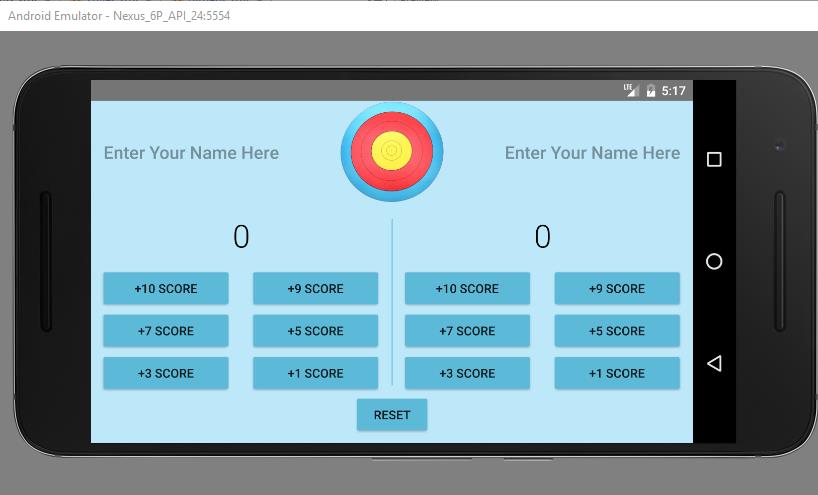 Android Emulator - Nexus_6P_API_24:5554
LTE 5:17
Enter Your Name Here Enter Your Name Here
0 0
+10 SCORE +9 SCORE +10 SCORE +9 SCORE
+7 SCORE +5 SCORE +7 SCORE +5 SCORE
+3 SCORE +1 SCORE +3 SCORE +1 SCORE
RESET